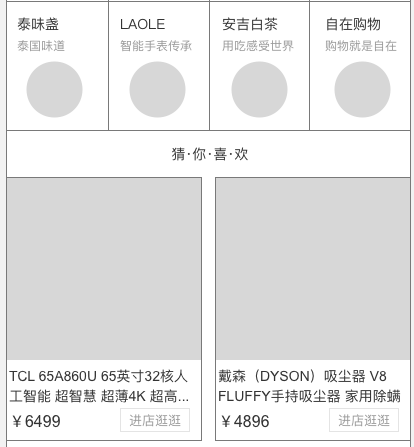 泰味盏
LAOLE
安吉白茶
自在购物
泰国味道
智能手表传承
用吃感受世界
购物就是自在
猜·你·喜·欢
TCL 65A860U 65英寸32核人
工智能 超智慧 超薄4K 超高...
￥6499
进店逛逛
戴森（DYSON）吸尘器 V8
FLUFFY手持吸尘器 家用除螨
￥4896
进店逛逛